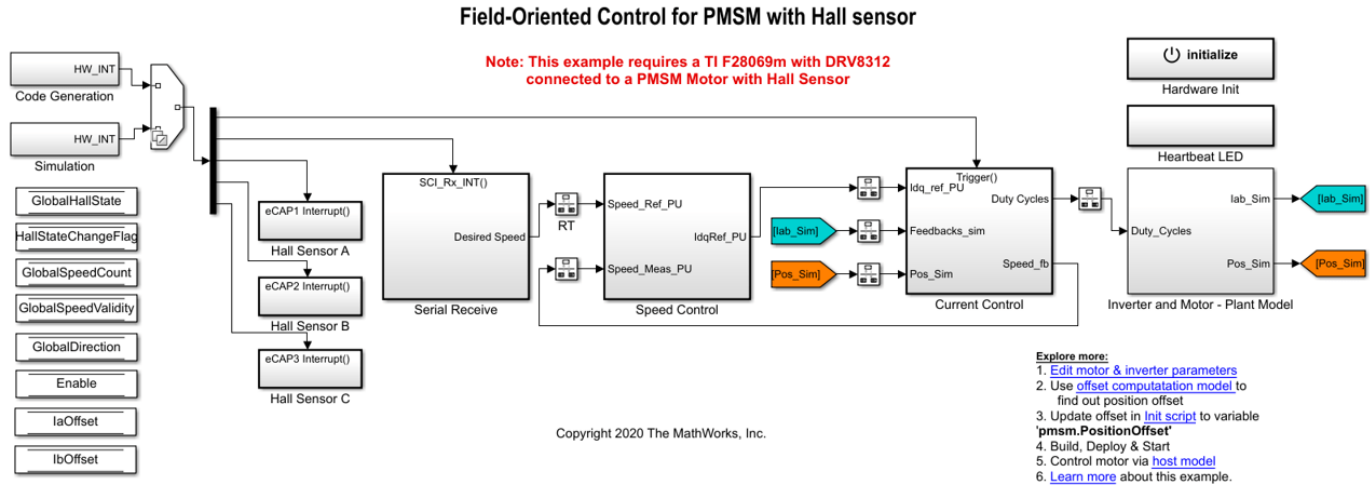 Field-Oriented Control for PMSM with Hall sensor
Note: This example requires a TI F28069m with DRV8312
connected to a PMSM Motor with Hall Sensor
HW_INT
Code Generation
HW_INT
Simulation
GlobalHallState
HallStateChangeFlag
GlobalSpeedCount
GlobalSpeedValidity
GlobalDirection
Enable
IaOffset
IbOffset
eCAP1 Interrupt()
Hall Sensor A
eCAP2 Interrupt()
Hall Sensor B
eCAP3 Interrupt()
Hall Sensor C
SCI_Rx_INT()
Desired Speed
Serial Receive
RT
Speed_Ref_PU
IdqRef_PU
Speed_Meas_PU
Speed Control
[Iab_Sim]
[Pos_Sim]
Trigger()
Idq_ref_PU
Duty Cycles
Feedbacks_sim
Speed_fb
Pos_Sim
Current Control
initialize
Hardware Init
Heartbeat LED
Iab_Sim
Duty_Cycles
Pos_Sim
Inverter and Motor - Plant Model
[Iab_Sim]
[Pos_Sim]
Explore more:
1. Edit motor & inverter parameters
2. Use offset computatation model to
find out position offset
3. Update offset in Init script to variable
'pmsm.PositionOffset'
4. Build, Deploy & Start
5. Control motor via host model
6. Learn more about this example.
Copyright 2020 The MathWorks, Inc.